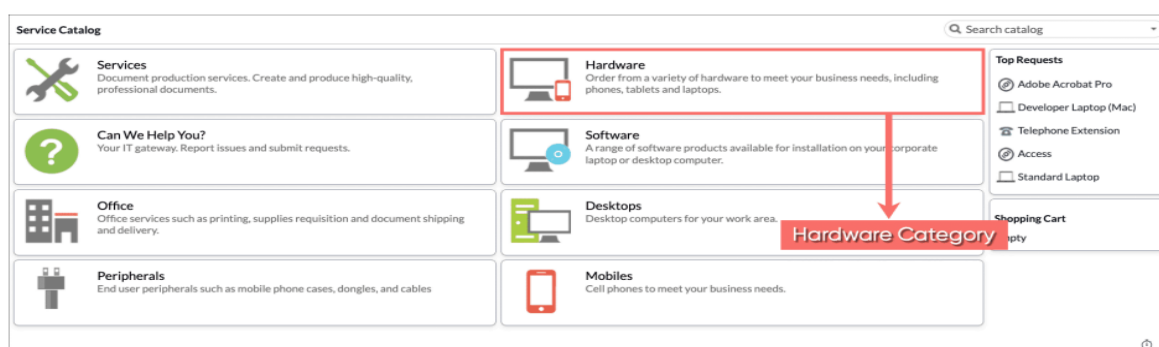 Service Catalog
Search catalog
Services
Document production services. Create and produce high-quality,
professional documents.
Hardware
Order from a variety of hardware to meet your business needs, including
phones, tablets and laptops.
Can We Help You?
Your IT gateway. Report issues and submit requests.
Software
A range of software products available for installation on your corporate
laptop or desktop computer.
Office
Office services such as printing, supplies requisition and document shipping
and delivery.
Desktops
Desktop computers for your work area.
Hardware Category
Peripherals
End user peripherals such as mobile phone cases, dongles, and cables
Mobiles
Cell phones to meet your business needs.
Top Requests
Adobe Acrobat Pro
Developer Laptop (Mac)
Telephone Extension
Access
Standard Laptop
Shopping Cart